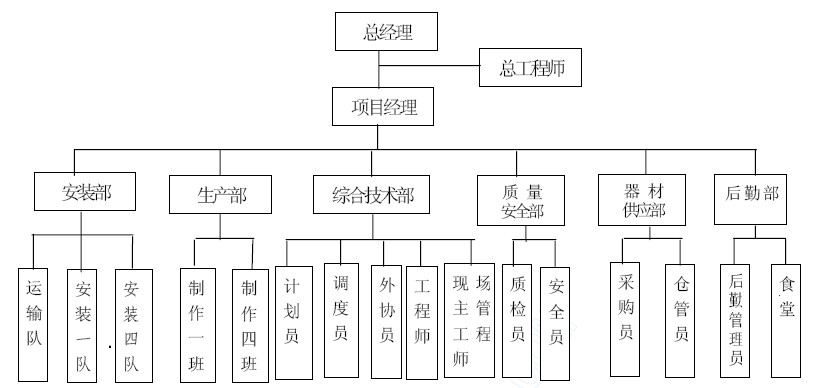 总经理
总工程师
项目经理
安装部
生产部
综合技术部
质量
安全部
器材
供应部
后勤部
运输队
安装一队
安装四队
制作一班
制作四班
计划员
调度员
外协员
工程师
现场
主管
工程
师
质检员
安全员
采购员
仓管员
后勤管理员
食堂